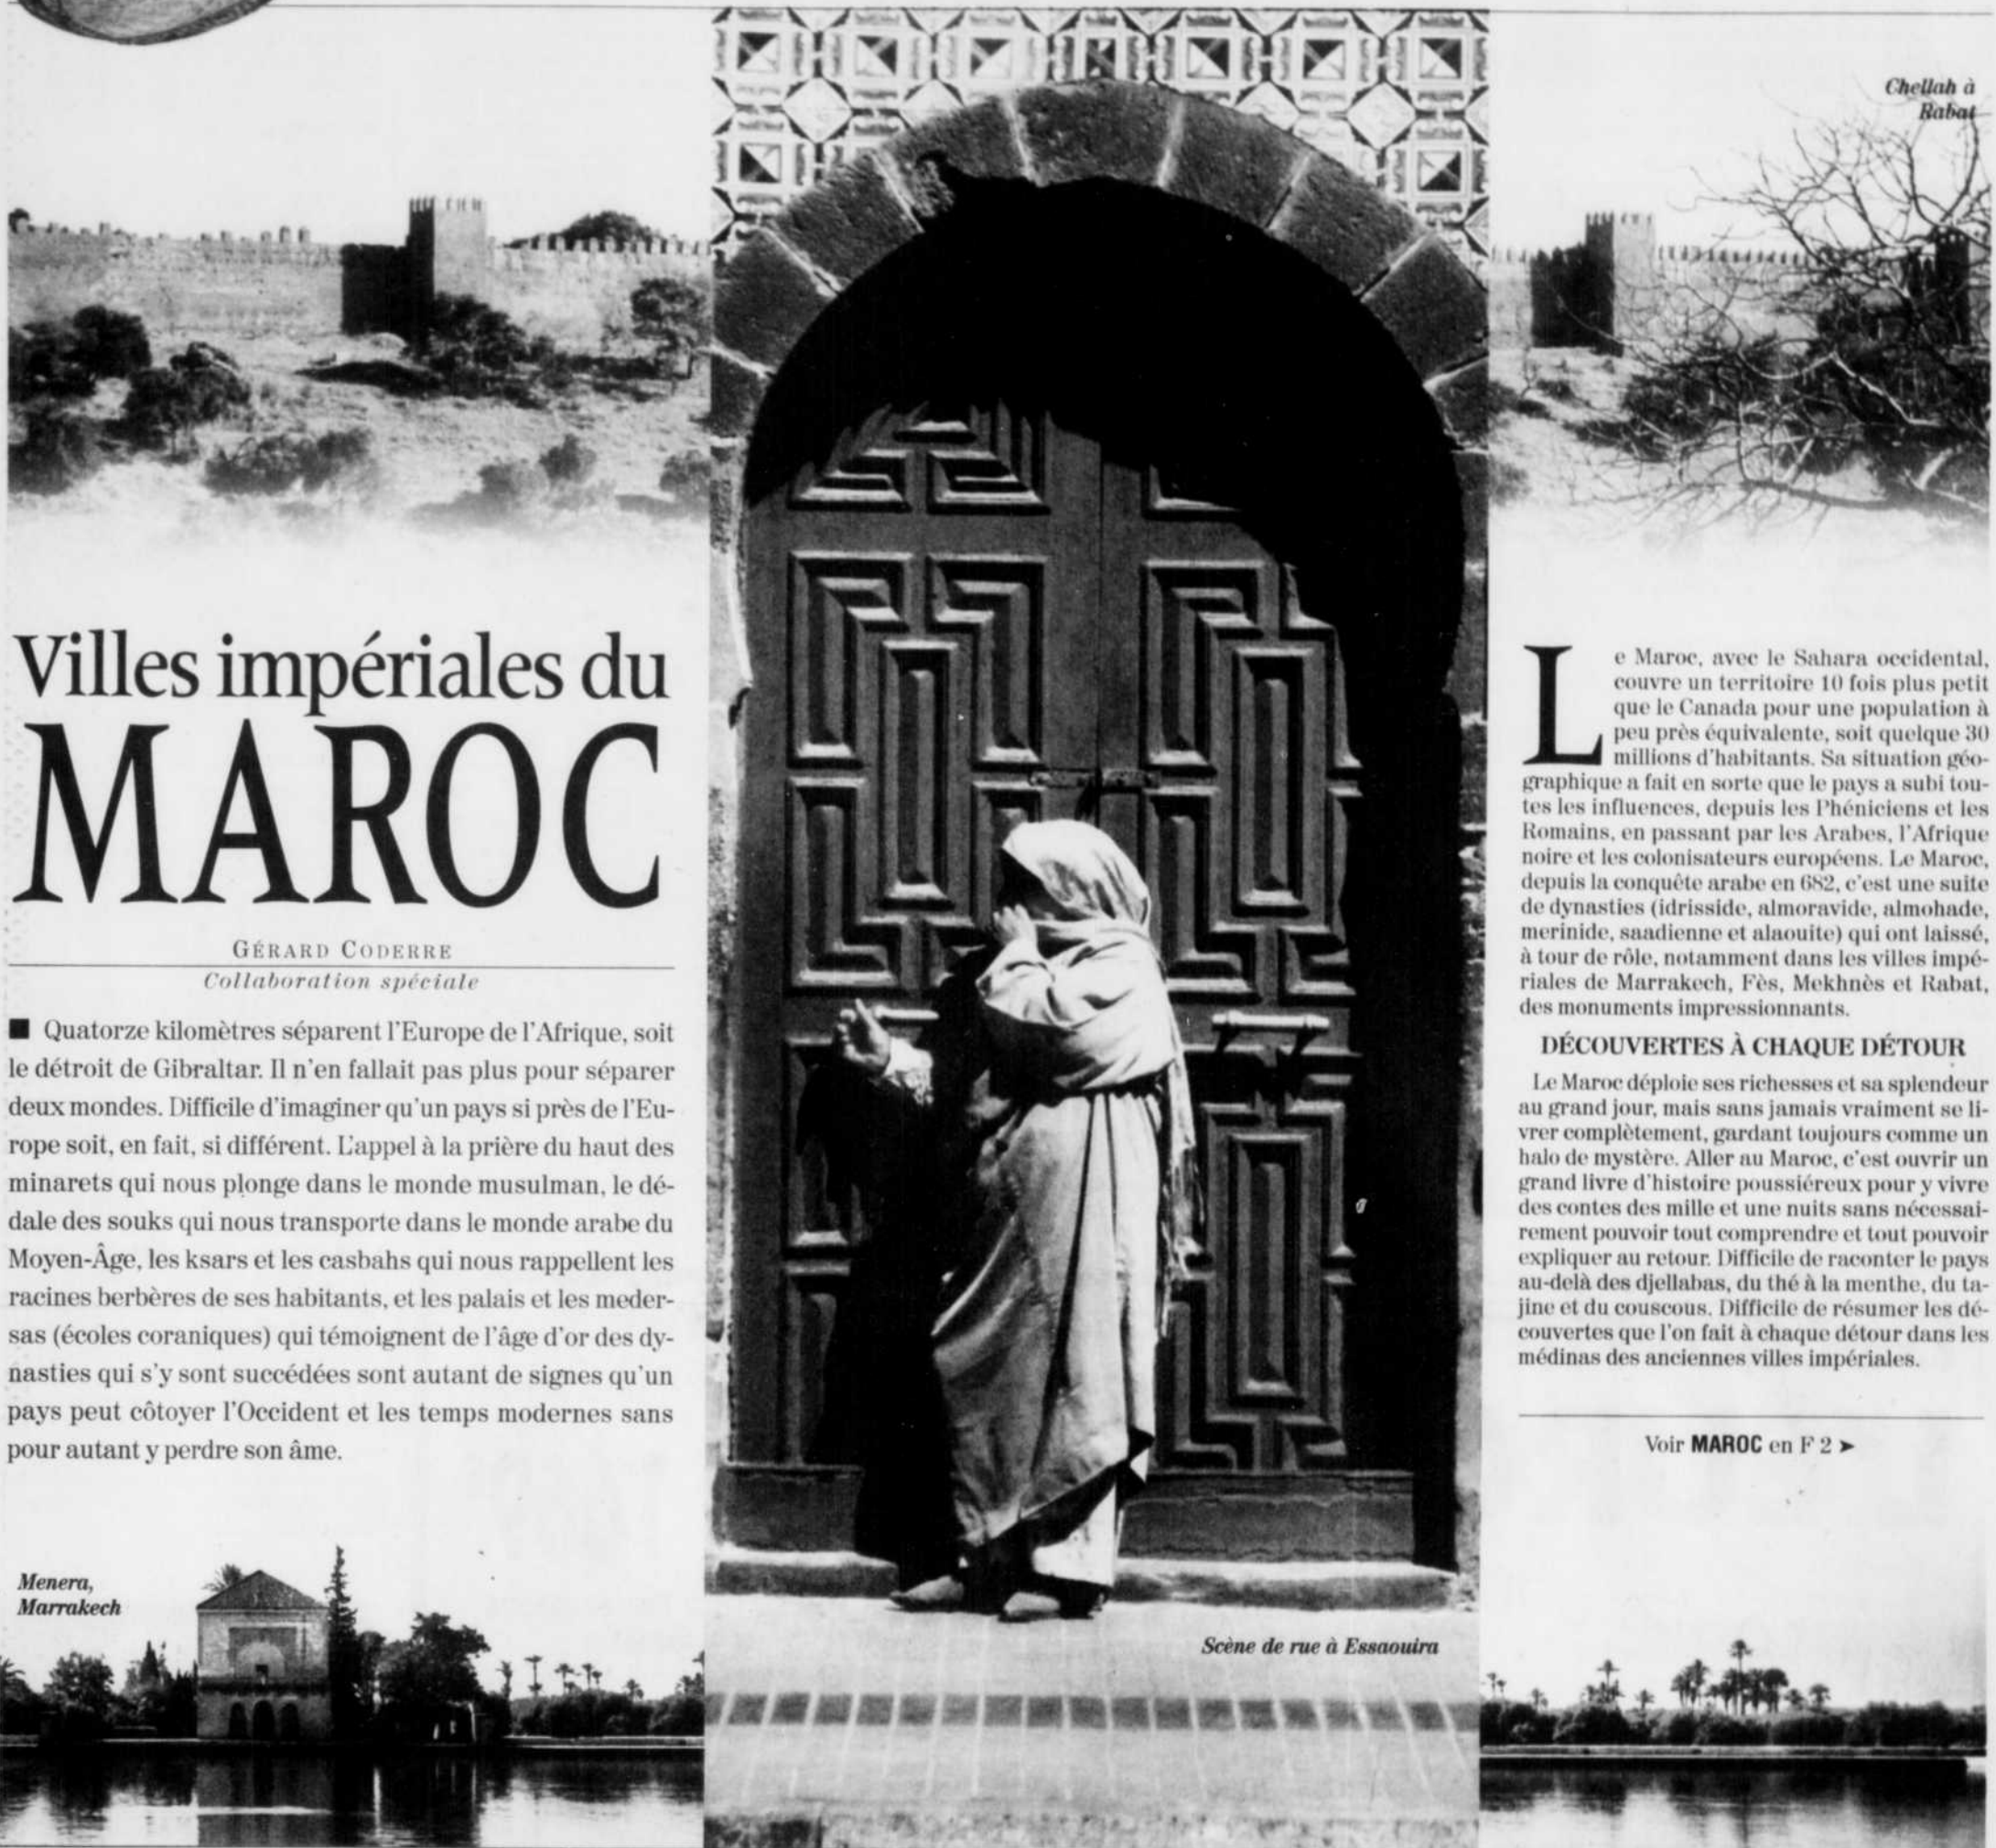 Chellah à
Rabat
Villes impériales du
MAROC
GÉRARD CODERRE
Collaboration spéciale
■ Quatorze kilomètres séparent l'Europe de l'Afrique, soit
le détroit de Gibraltar. Il n'en fallait pas plus pour séparer
deux mondes. Difficile d'imaginer qu'un pays si près de l'Eu-
rope soit, en fait, si différent. L'appel à la prière du haut des
minarets qui nous plonge dans le monde musulman, le dé-
dale des souks qui nous transporte dans le monde arabe du
Moyen-Âge, les ksars et les casbahs qui nous rappellent les
racines berbères de ses habitants, et les palais et les meder-
sas (écoles coraniques) qui témoignent de l'âge d'or des dy-
nasties qui s'y sont succédées sont autant de signes qu'un
pays peut côtoyer l'Occident et les temps modernes sans
pour autant y perdre son âme.
Menera,
Marrakech
Scène de rue à Essaouira
Le Maroc, avec le Sahara occidental,
couvre un territoire 10 fois plus petit
que le Canada pour une population à
peu près équivalente, soit quelque 30
millions d'habitants. Sa situation géo-
graphique a fait en sorte que le pays a subi tou-
tes les influences, depuis les Phéniciens et les
Romains, en passant par les Arabes, l'Afrique
noire et les colonisateurs européens. Le Maroc,
depuis la conquête arabe en 682, c'est une suite
de dynasties (idrisside, almoravide, almohade,
merinide, saadienne et alaouite) qui ont laissé,
à tour de rôle, notamment dans les villes impé-
riales de Marrakech, Fès, Mekhnès et Rabat,
des monuments impressionnants.
DÉCOUVERTES À CHAQUE DÉTOUR
Le Maroc déploie ses richesses et sa splendeur
au grand jour, mais sans jamais vraiment se li-
vrer complètement, gardant toujours comme un
halo de mystère. Aller au Maroc, c'est ouvrir un
grand livre d'histoire poussiéreux pour y vivre
des contes des mille et une nuits sans nécessai-
rement pouvoir tout comprendre et tout pouvoir
expliquer au retour. Difficile de raconter le pays
au-delà des djellabas, du thé à la menthe, du ta-
jine et du couscous. Difficile de résumer les dé-
couvertes que l'on fait à chaque détour dans les
médinas des anciennes villes impériales.
Voir MAROC en F 2 ➤